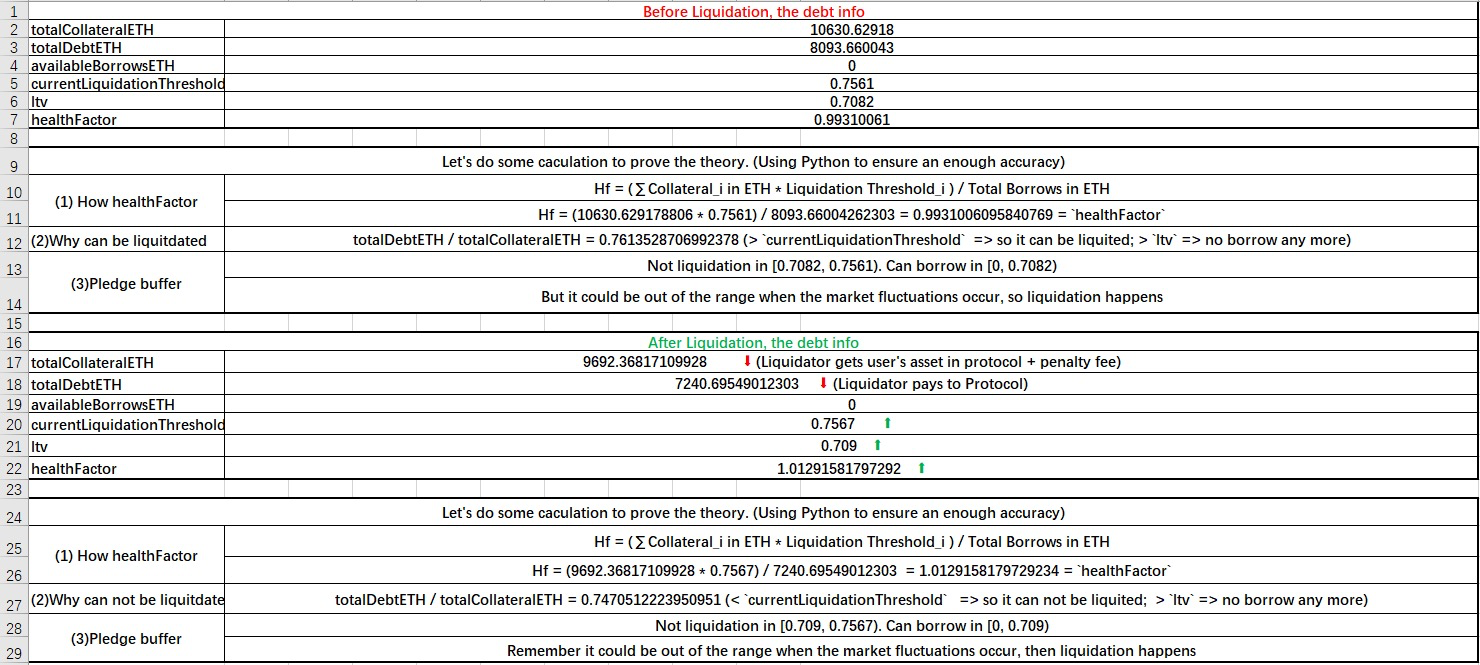 1 Before Liquidation, the debt info
2 totalCollateralETH 10630.62918
3 totalDebtETH 8093.660043
4 availableBorrowsETH 0
5 currentLiquidationThreshold 0.7561
6 ltv 0.7082
7 healthFactor 0.99310061
8
9 Let's do some caculation to prove the theory. (Using Python to ensure an enough accuracy)
10 (1) How healthFactor Hf = (∑Collateral_i in ETH * Liquidation Threshold_i ) / Total Borrows in ETH
11 Hf = (10630.629178806 * 0.7561) / 8093.66004262303 = 0.9931006095840769 = `healthFactor`
12 (2)Why can be liquitdated totalDebtETH / totalCollateralETH = 0.7613528706992378 (> `currentLiquidationThreshold` => so it can be liquited; > `ltv` => no borrow any more)
13 (3)Pledge buffer Not liquidation in [0.7082, 0.7561). Can borrow in [0, 0.7082)
14 But it could be out of the range when the market fluctuations occur, so liquidation happens
15
16 After Liquidation, the debt info
17 totalCollateralETH 9692.36817109928 ⬇ (Liquidator gets user's asset in protocol + penalty fee)
18 totalDebtETH 7240.69549012303 ⬇ (Liquidator pays to Protocol)
19 availableBorrowsETH 0
20 currentLiquidationThreshold 0.7567 ⬆
21 ltv 0.709 ⬆
22 healthFactor 1.01291581797292 ⬆
23
24 Let's do some caculation to prove the theory. (Using Python to ensure an enough accuracy)
25 (1) How healthFactor Hf = (∑Collateral_i in ETH * Liquidation Threshold_i ) / Total Borrows in ETH
26 Hf = (9692.36817109928 * 0.7567) / 7240.69549012303 = 1.0129158179729234 = `healthFactor`
27 (2)Why can not be liquitdate totalDebtETH / totalCollateralETH = 0.7470512223950951 (< `currentLiquidationThreshold` => so it can not be liquited; > `ltv` => no borrow any more)
28 (3)Pledge buffer Not liquidation in [0.709, 0.7567). Can borrow in [0, 0.709)
29 Remember it could be out of the range when the market fluctuations occur, then liquidation happens